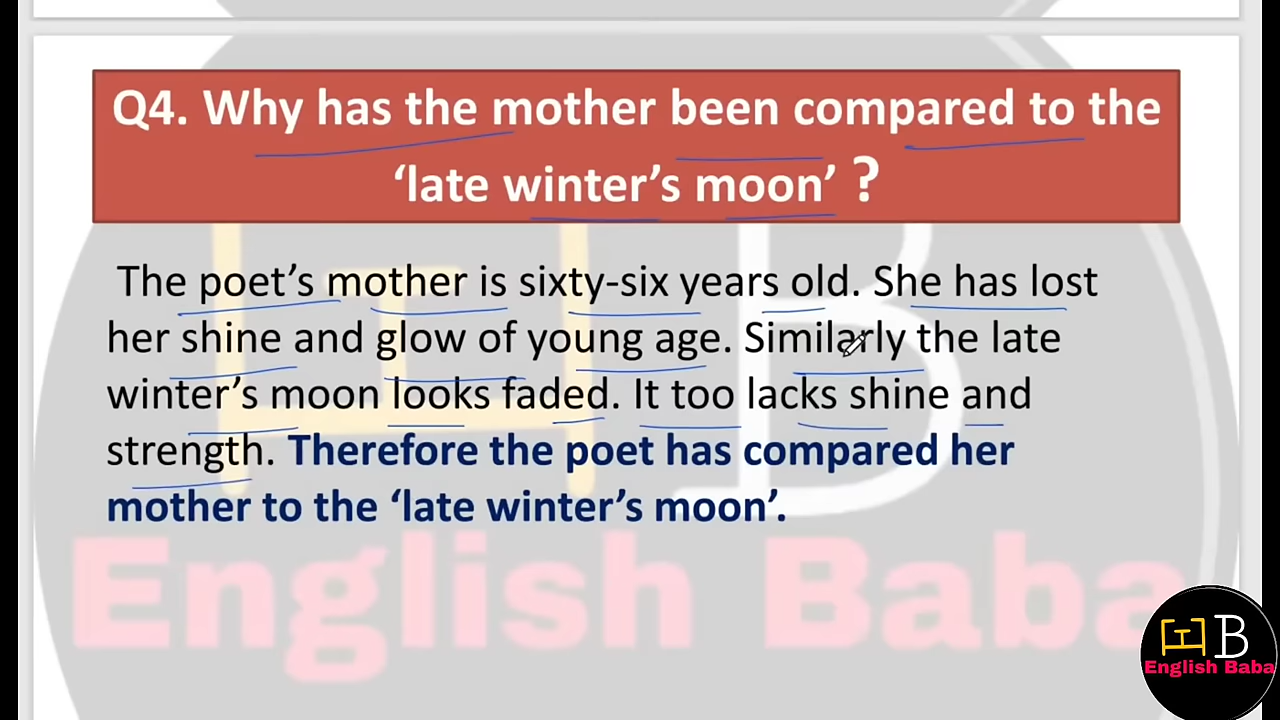 Q4. Why has the mother been compared to the
‘late winter’s moon’ ?
The poet’s mother is sixty-six years old. She has lost
her shine and glow of young age. Similarly the late
winter’s moon looks faded. It too lacks shine and
strength. Therefore the poet has compared her
mother to the ‘late winter’s moon’.
English Baba
EB
English Baba